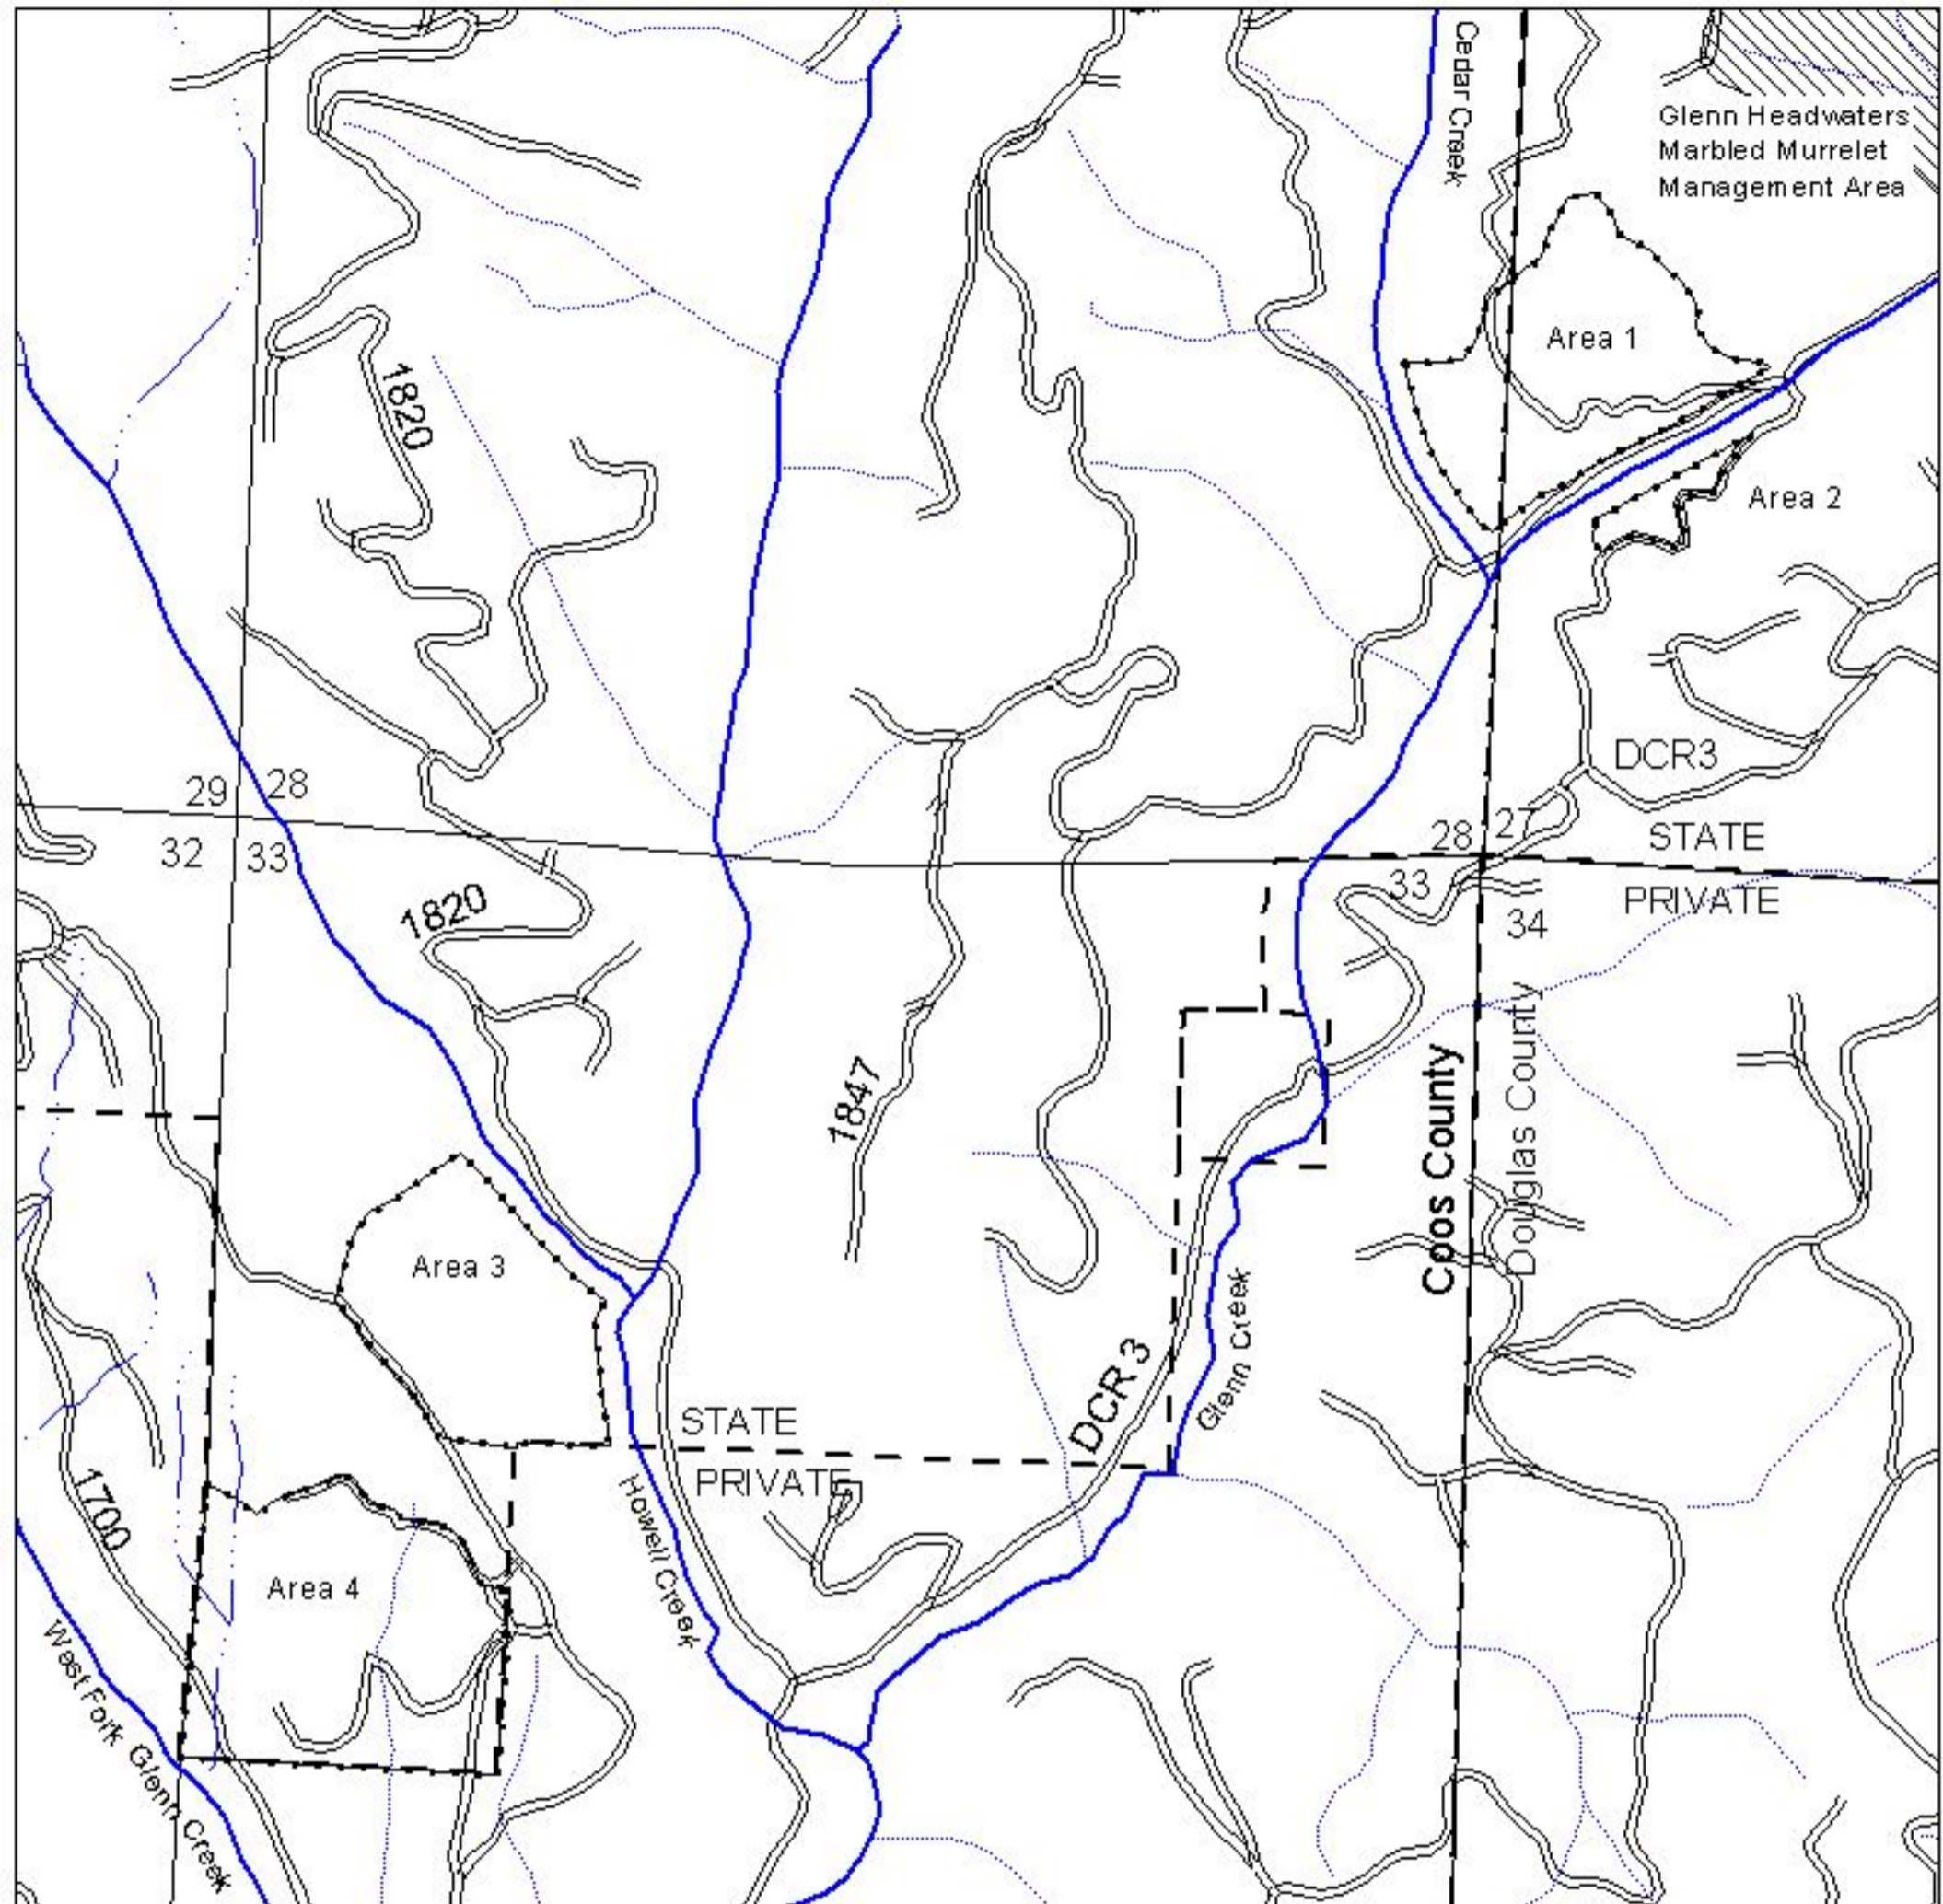 Cedar Creek
Glenn Headwaters
Marbled Murrelet
Management Area
Area 1
1820
Area 2
DCR3
29 28
32 33
28 27
33
34
STATE
PRIVATE
1820
1847
Coos County
Douglas County
Area 3
Glenn Creek
DCR 3
STATE
PRIVATE
1700
Howell Creek
Area 4
West Fork Glenn Creek